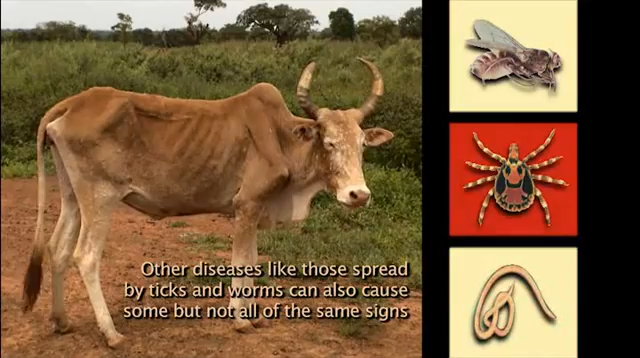 Other diseases like those spread
by ticks and worms can also cause
some but not all of the same signs